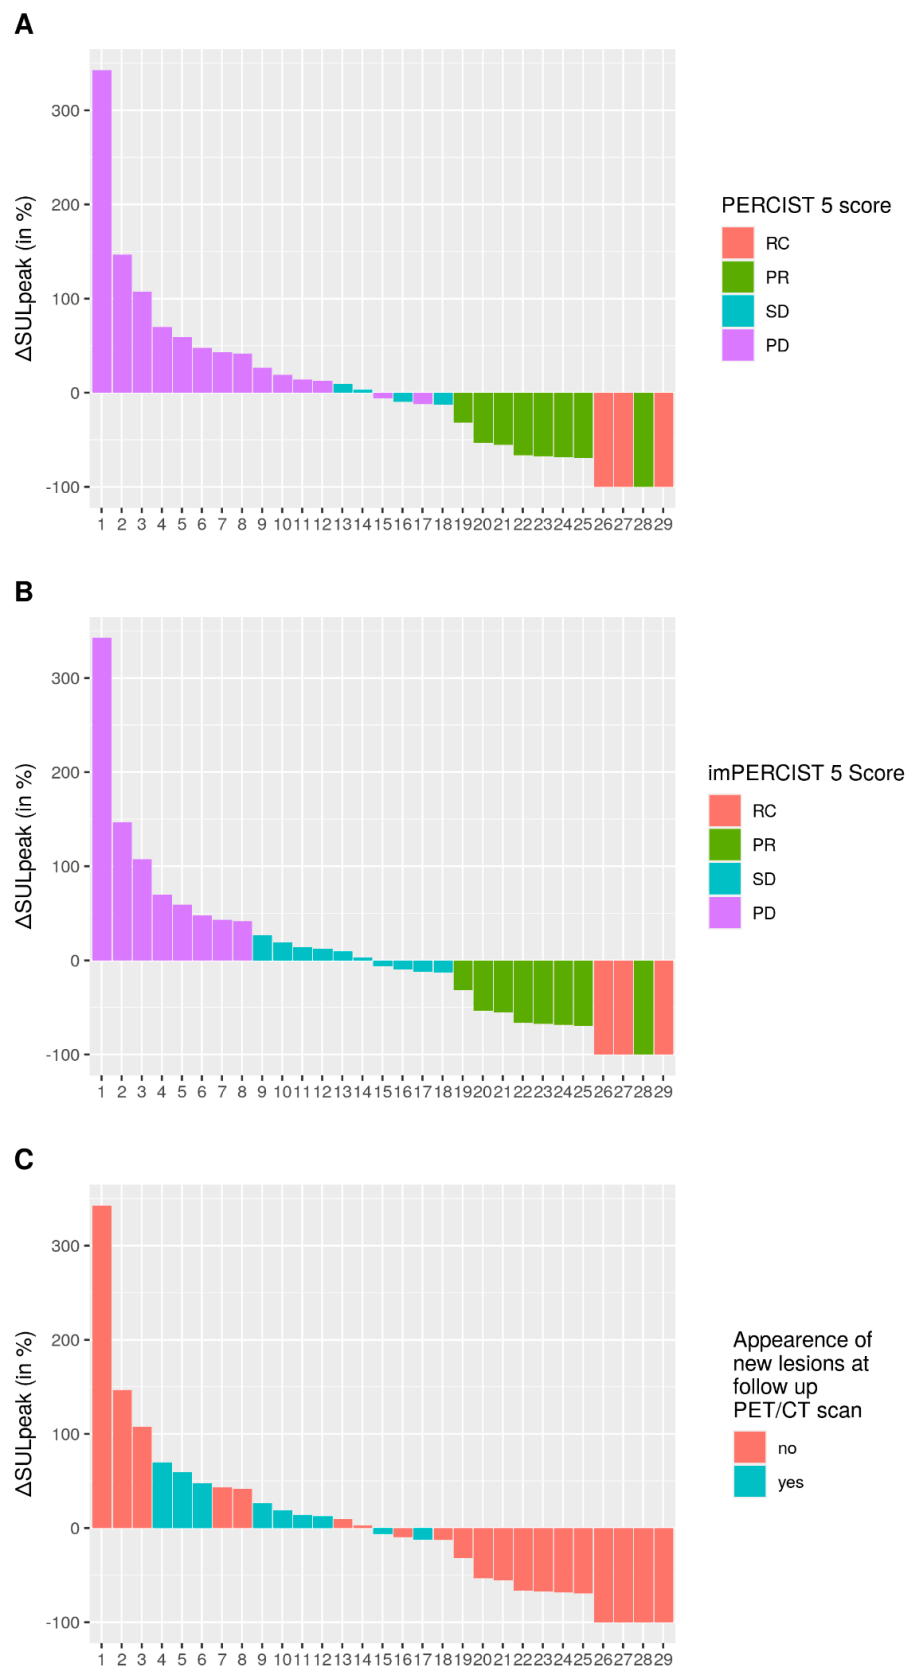 A
ΔSULpeak (in %)
300
200
100
0
-100
1 2 3 4 5 6 7 8 9 10 11 12 13 14 15 16 17 18 19 20 21 22 23 24 25 26 27 28 29
PERCIST 5 score
RC
PR
SD
PD
B
ΔSULpeak (in %)
300
200
100
0
-100
1 2 3 4 5 6 7 8 9 10 11 12 13 14 15 16 17 18 19 20 21 22 23 24 25 26 27 28 29
imPERCIST 5 Score
RC
PR
SD
PD
C
ΔSULpeak (in %)
300
200
100
0
-100
1 2 3 4 5 6 7 8 9 10 11 12 13 14 15 16 17 18 19 20 21 22 23 24 25 26 27 28 29
Appearence of
new lesions at
follow up
PET/CT scan
no
yes